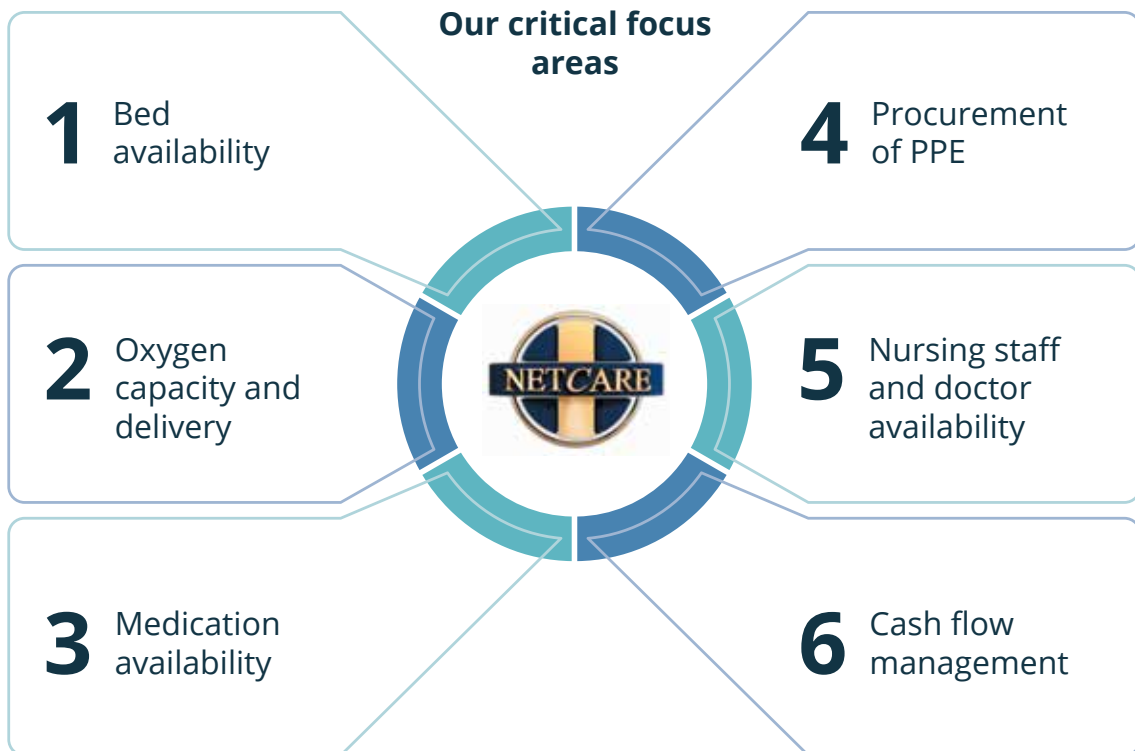 Our critical focus
areas
1
Bed
availability
2
Oxygen
capacity and
delivery
3
Medication
availability
4
Procurement
of PPE
5
Nursing staff
and doctor
availability
6
Cash flow
management
NETCARE